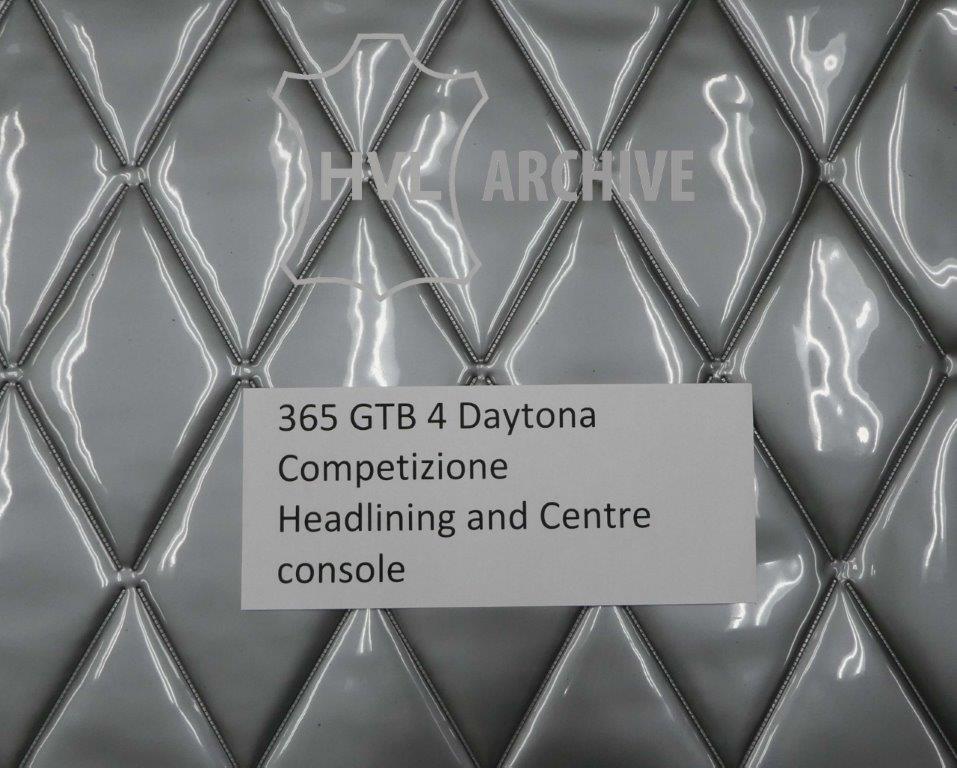 HVL ARCHIVE
365 GTB 4 Daytona
Competizione
Headlining and Centre
console